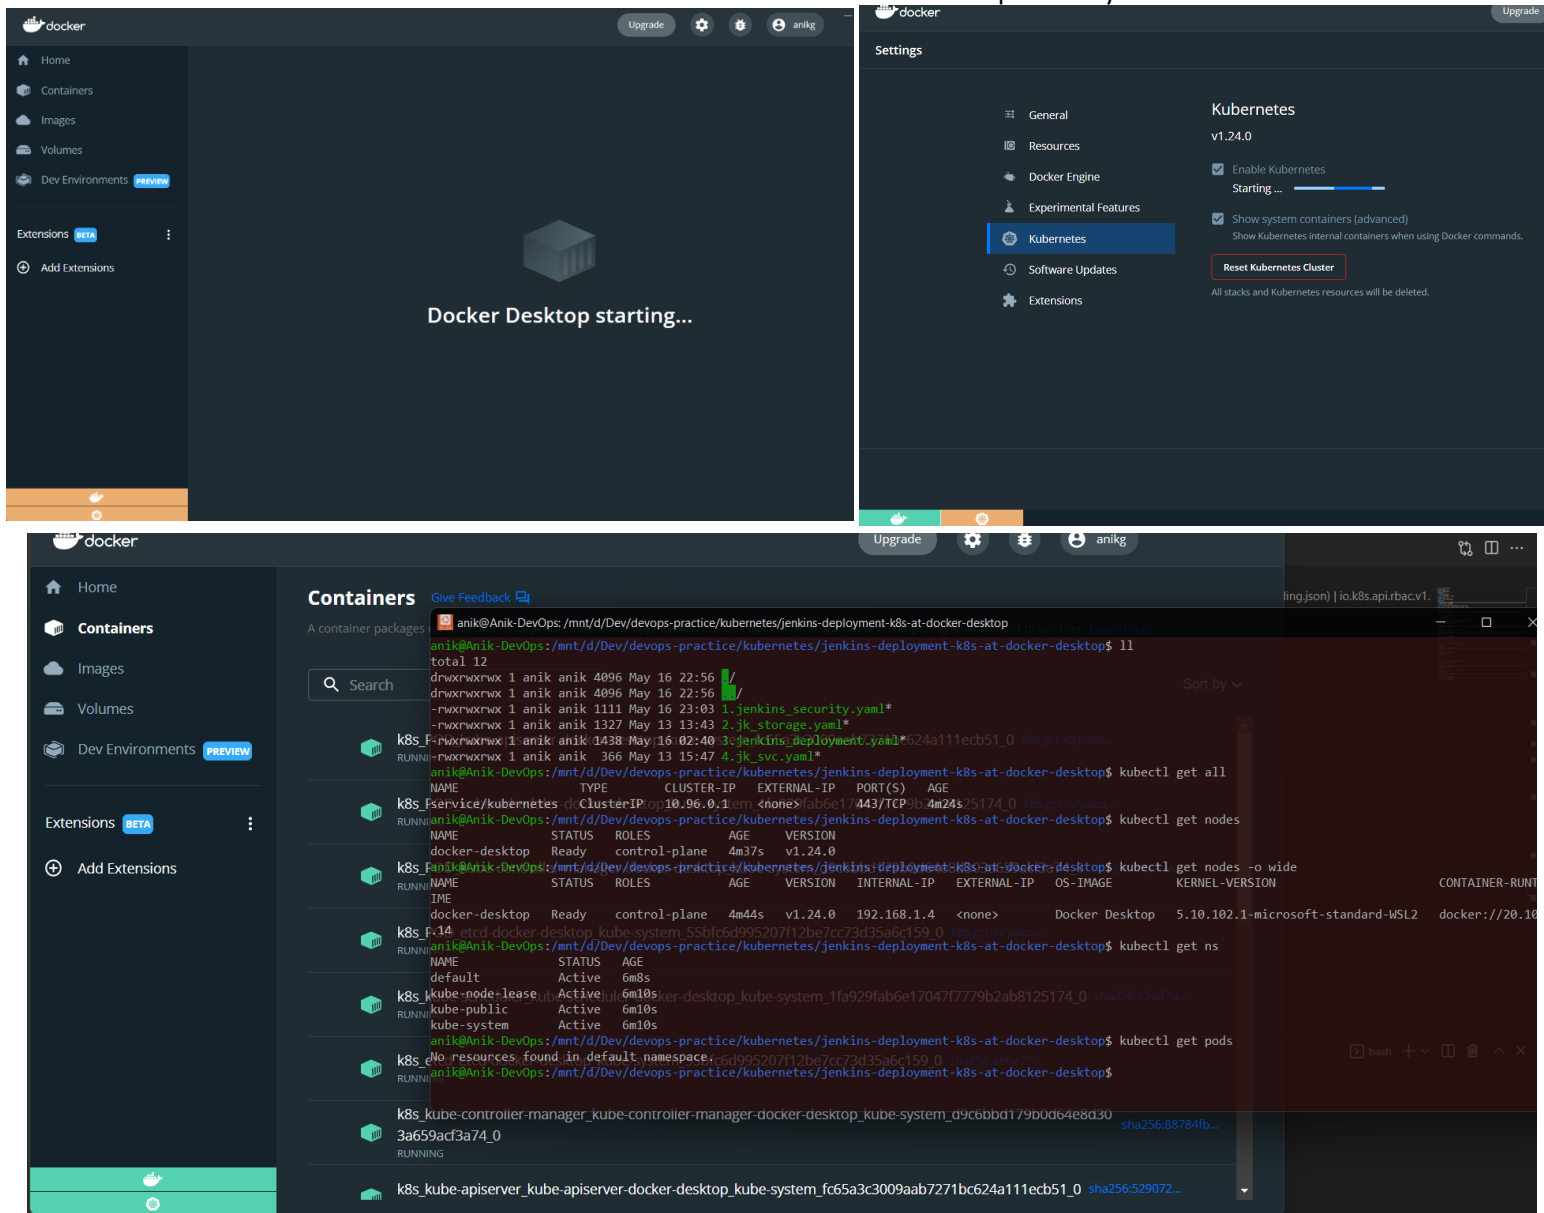 docker
Upgrade
anikg
Home
Containers
Images
Volumes
Dev Environments PREVIEW
Extensions BETA
Add Extensions
Docker Desktop starting...
docker
Upgrade
Settings
General
Resources
Docker Engine
Experimental Features
Kubernetes
Software Updates
Extensions
Kubernetes
v1.24.0
Enable Kubernetes
Starting ...
Show system containers (advanced)
Show Kubernetes internal containers when using Docker commands.
Reset Kubernetes Cluster
All stacks and Kubernetes resources will be deleted.
docker
Upgrade
anikg
Home
Containers
Images
Volumes
Dev Environments PREVIEW
Extensions BETA
Add Extensions
Containers Give Feedback
A container packages
Search
Sort by
ling.json) | io.k8s.api.rbac.v1.
bash
anik@Anik-DevOps: /mnt/d/Dev/devops-practice/kubernetes/jenkins-deployment-k8s-at-docker-desktop
anik@Anik-DevOps:/mnt/d/Dev/devops-practice/kubernetes/jenkins-deployment-k8s-at-docker-desktop$ ll
total 12
drwxrwxrwx 1 anik anik 4096 May 16 22:56 ./
drwxrwxrwx 1 anik anik 4096 May 16 22:56 ../
-rwxrwxrwx 1 anik anik 1111 May 16 23:03 1.jenkins_security.yaml*
-rwxrwxrwx 1 anik anik 1327 May 13 13:43 2.jk_storage.yaml*
-rwxrwxrwx 1 anik anik 1438 May 16 02:40 3.jenkins_deployment.yaml*
-rwxrwxrwx 1 anik anik 366 May 13 15:47 4.jk_svc.yaml*
anik@Anik-DevOps:/mnt/d/Dev/devops-practice/kubernetes/jenkins-deployment-k8s-at-docker-desktop$ kubectl get all
NAME TYPE CLUSTER-IP EXTERNAL-IP PORT(S) AGE
service/kubernetes ClusterIP 10.96.0.1 <none> 443/TCP 4m24s
anik@Anik-DevOps:/mnt/d/Dev/devops-practice/kubernetes/jenkins-deployment-k8s-at-docker-desktop$ kubectl get nodes
NAME STATUS ROLES AGE VERSION
docker-desktop Ready control-plane 4m37s v1.24.0
anik@Anik-DevOps:/mnt/d/Dev/devops-practice/kubernetes/jenkins-deployment-k8s-at-docker-desktop$ kubectl get nodes -o wide
NAME STATUS ROLES AGE VERSION INTERNAL-IP EXTERNAL-IP OS-IMAGE KERNEL-VERSION CONTAINER-RUNT
IME
docker-desktop Ready control-plane 4m44s v1.24.0 192.168.1.4 <none> Docker Desktop 5.10.102.1-microsoft-standard-WSL2 docker://20.10
.14
anik@Anik-DevOps:/mnt/d/Dev/devops-practice/kubernetes/jenkins-deployment-k8s-at-docker-desktop$ kubectl get ns
NAME STATUS AGE
default Active 6m8s
kube-node-lease Active 6m10s
kube-public Active 6m10s
kube-system Active 6m10s
anik@Anik-DevOps:/mnt/d/Dev/devops-practice/kubernetes/jenkins-deployment-k8s-at-docker-desktop$ kubectl get pods
No resources found in default namespace.
anik@Anik-DevOps:/mnt/d/Dev/devops-practice/kubernetes/jenkins-deployment-k8s-at-docker-desktop$
k8s_kube-controller-manager_kube-controller-manager-docker-desktop_kube-system_d9c6bbd179b0d64e8d30
3a659acf3a74_0 sha256:88784fb...
RUNNING
k8s_kube-apiserver_kube-apiserver-docker-desktop_kube-system_fc65a3c3009aab7271bc624a111ecb51_0 sha256:529072...